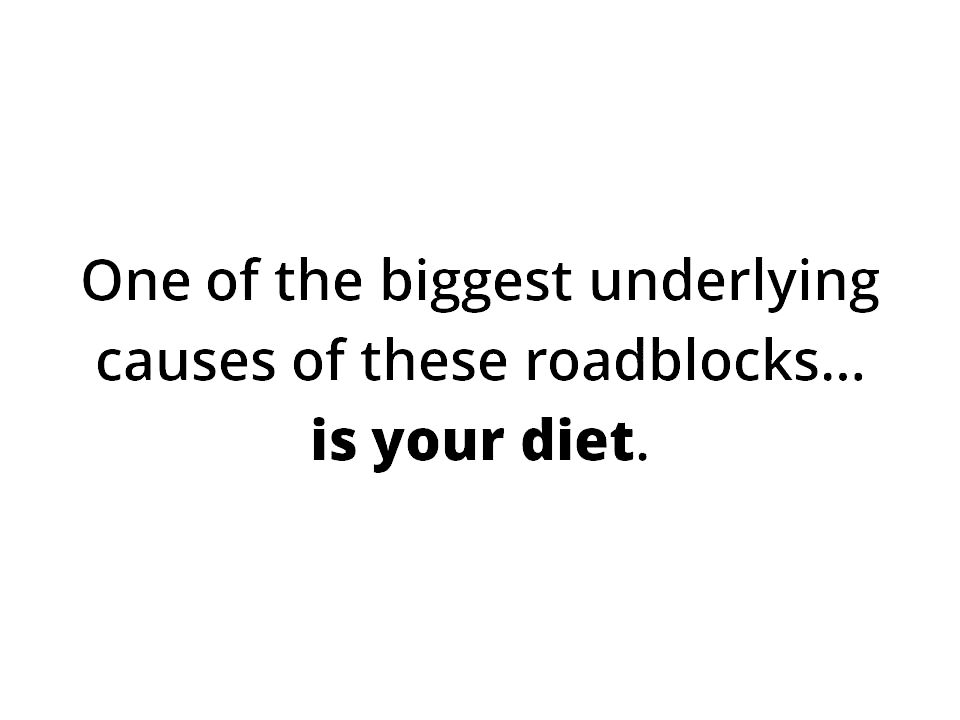 One of the biggest underlying
causes of these roadblocks...
is your diet.